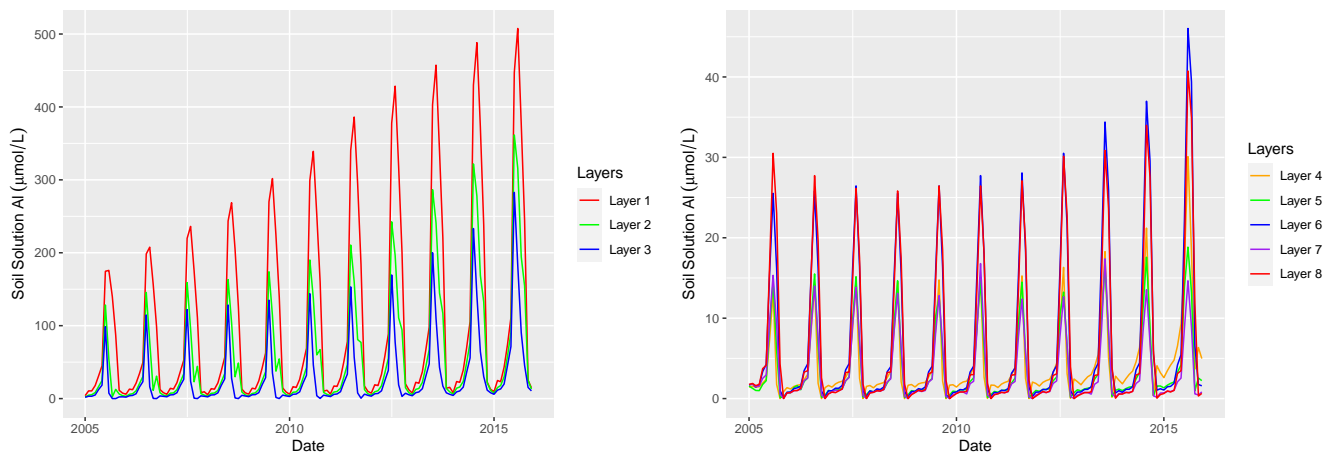 500
400
300
200
100
0
Soil Solution Al (μmol/L)
2005
2010
2015
Date
Layers
Layer 1
Layer 2
Layer 3
40
30
20
10
0
Soil Solution Al (μmol/L)
2005
2010
2015
Date
Layers
Layer 4
Layer 5
Layer 6
Layer 7
Layer 8